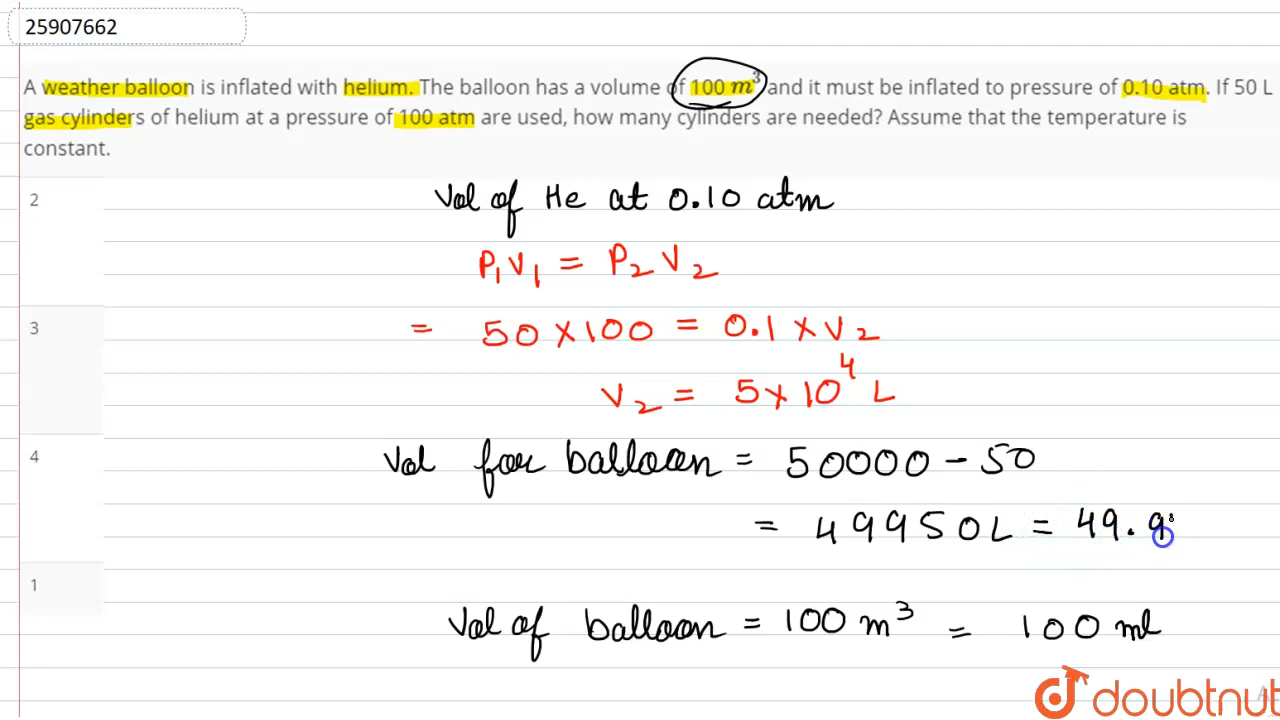 25907662
A weather balloon is inflated with helium. The balloon has a volume of 100 m³ and it must be inflated to pressure of 0.10 atm. If 50 L
gas cylinders of helium at a pressure of 100 atm are used, how many cylinders are needed? Assume that the temperature is
constant.
2
Vol of He at 0.10 atm
P₁V₁ = P₂V₂
3
= 50 × 100 = 0.1 × V₂
V₂ = 5 × 10⁴ L
4
Vol for balloon = 50000 - 50
= 49950 L = 49.9
1
Vol of balloon = 100 m³ = 100 ml
doubtnut